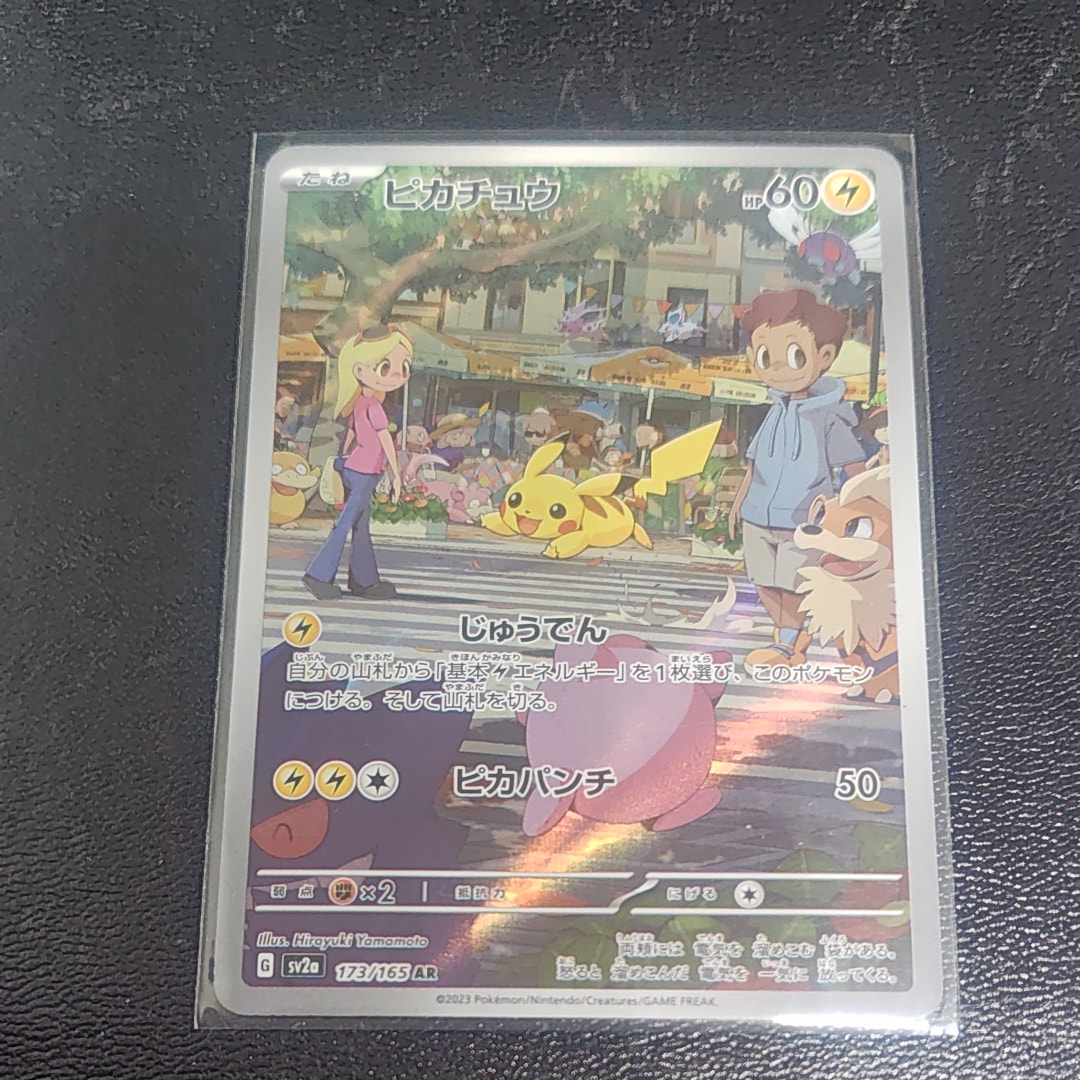 たね ピカチュウ HP60
じゅうでん
自分の山札から「基本エネルギー」を1枚選び、このポケモン
につける。そして山札を切る。
ピカパンチ 50
弱点 ×2 抵抗力 にげる
Illus. Hiroyuki Yamamoto
両頬には 電気を 溜めこむ 袋がある。
怒ると 溜めこんだ 電気を 一気に 放ってくる。
G sv2a 173/165 AR
©2023 Pokémon/Nintendo/Creatures/GAME FREAK.